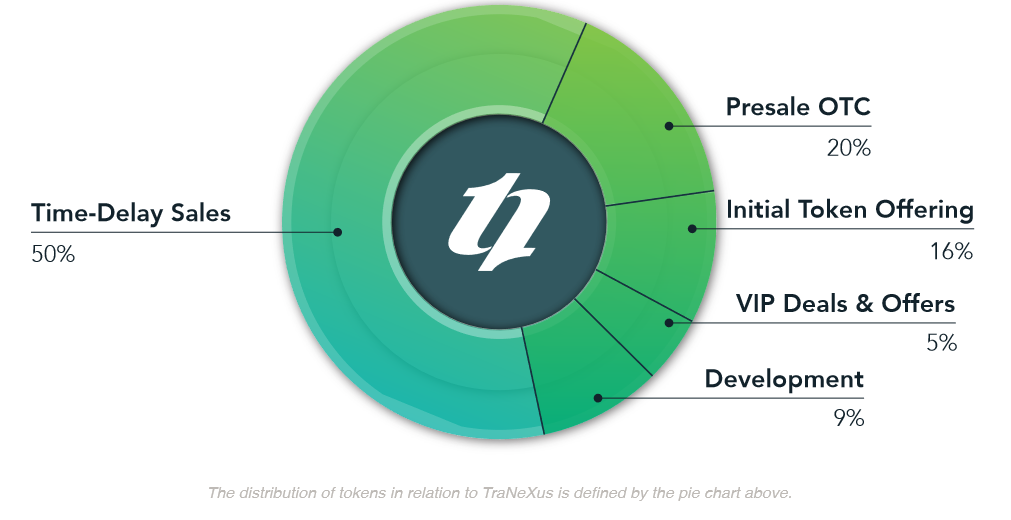 Presale OTC
20%
Time-Delay Sales
50%
Initial Token Offering
16%
VIP Deals & Offers
5%
Development
9%
The distribution of tokens in relation to TraNeXus is defined by the pie chart above.